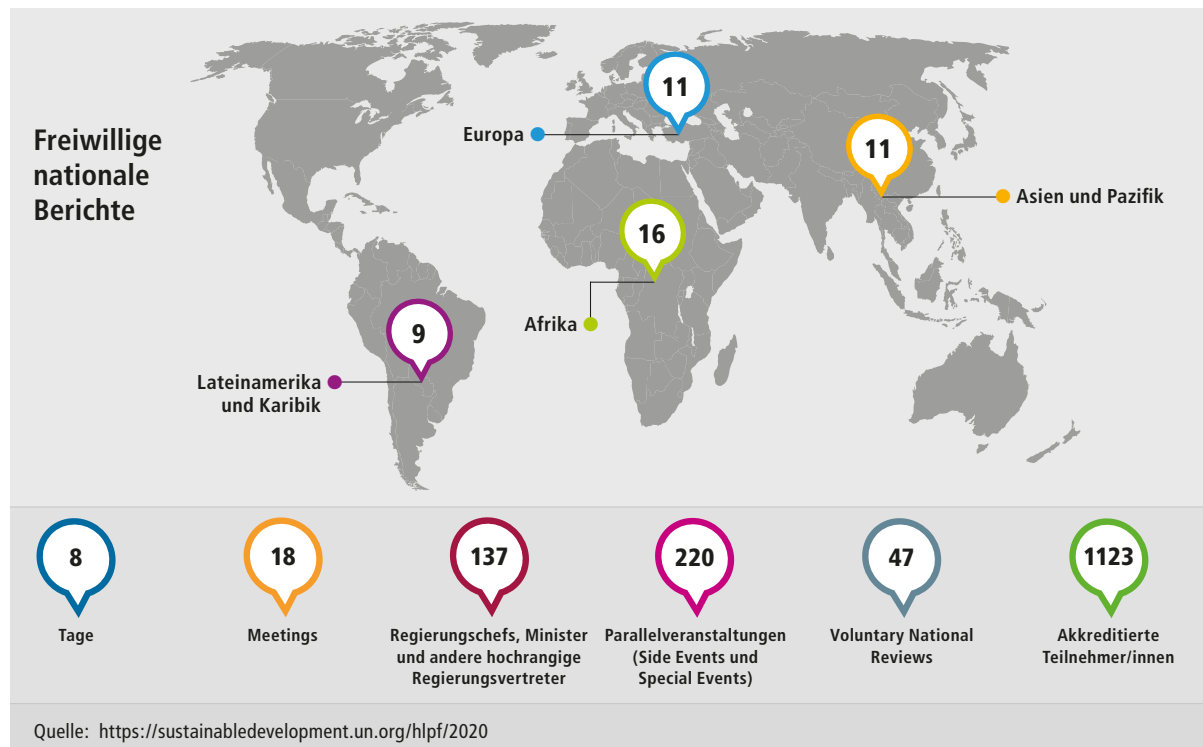 Freiwillige
nationale
Berichte
11
Europa
11
Asien und Pazifik
16
Afrika
9
Lateinamerika
und Karibik
8
Tage
18
Meetings
137
Regierungschefs, Minister
und andere hochrangige
Regierungsvertreter
220
Parallelveranstaltungen
(Side Events und
Special Events)
47
Voluntary National
Reviews
1123
Akkreditierte
Teilnehmer/innen
Quelle: https://sustainabledevelopment.un.org/hlpf/2020